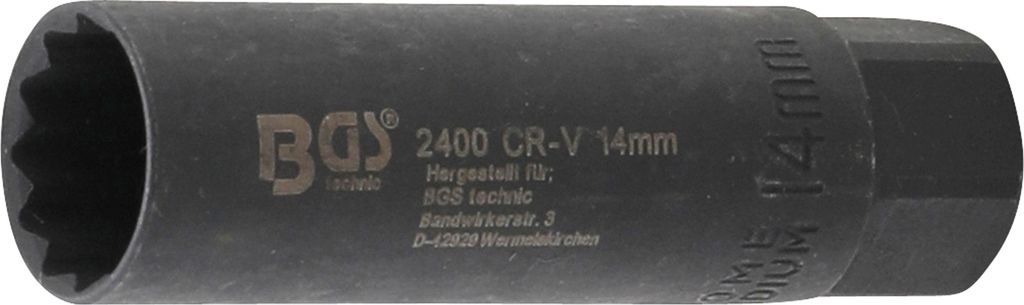 BGS® technic
2400 CR-V 14mm
Hergestellt für;
BGS technic
Bandwirkerstr. 3
D-42929 Wermelskirchen
14mm